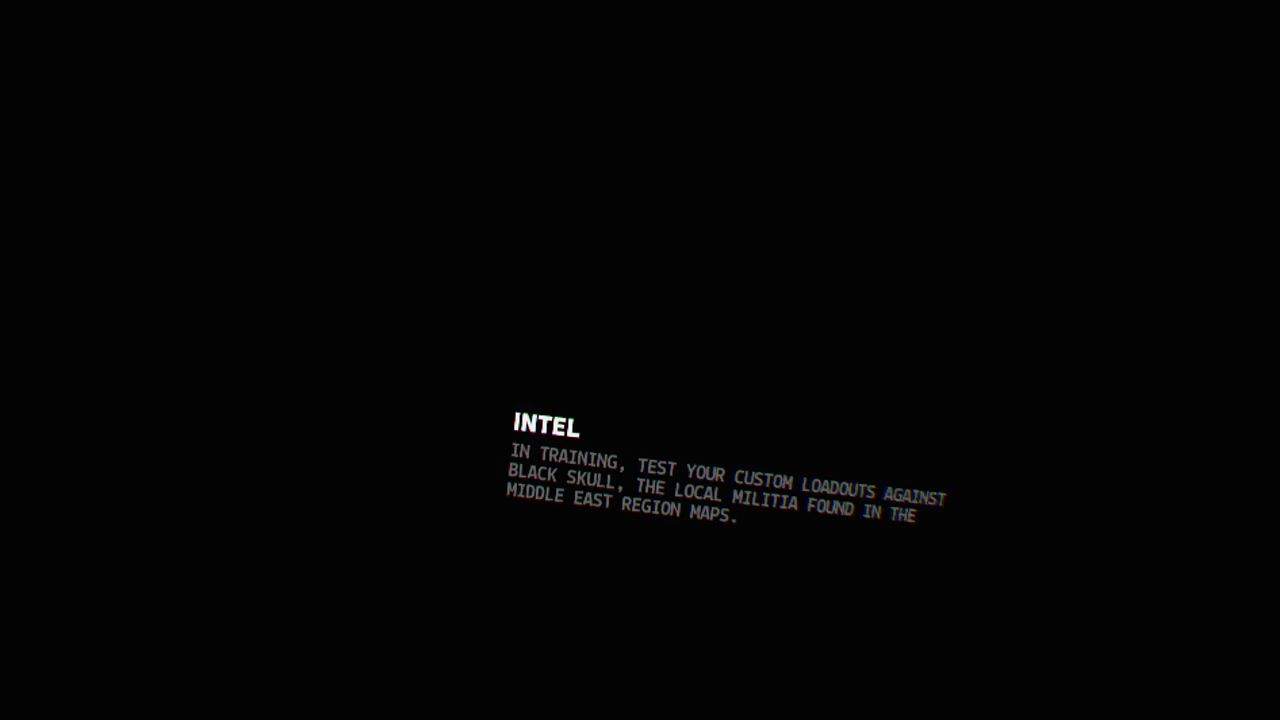 INTEL
IN TRAINING, TEST YOUR CUSTOM LOADOUTS AGAINST
BLACK SKULL, THE LOCAL MILITIA FOUND IN THE
MIDDLE EAST REGION MAPS.